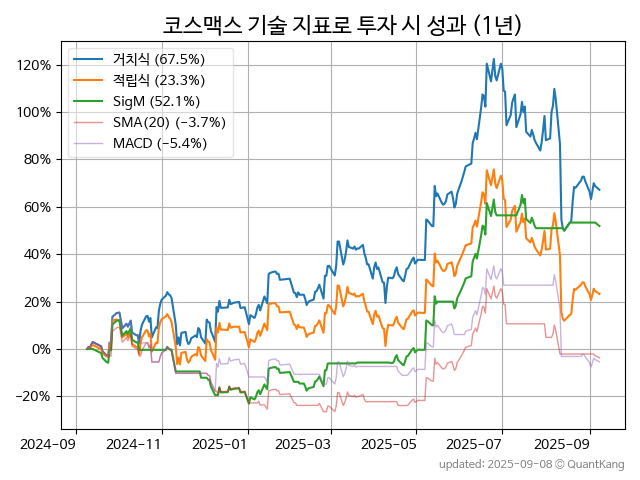 코스맥스 기술 지표로 투자 시 성과 (1년)
거치식 (67.5%)
적립식 (23.3%)
SigM (52.1%)
SMA(20) (−3.7%)
MACD (−5.4%)
120%
100%
80%
60%
40%
20%
0%
−20%
2024-09 2024-11 2025-01 2025-03 2025-05 2025-07 2025-09
updated: 2025-09-08 © QuantKang